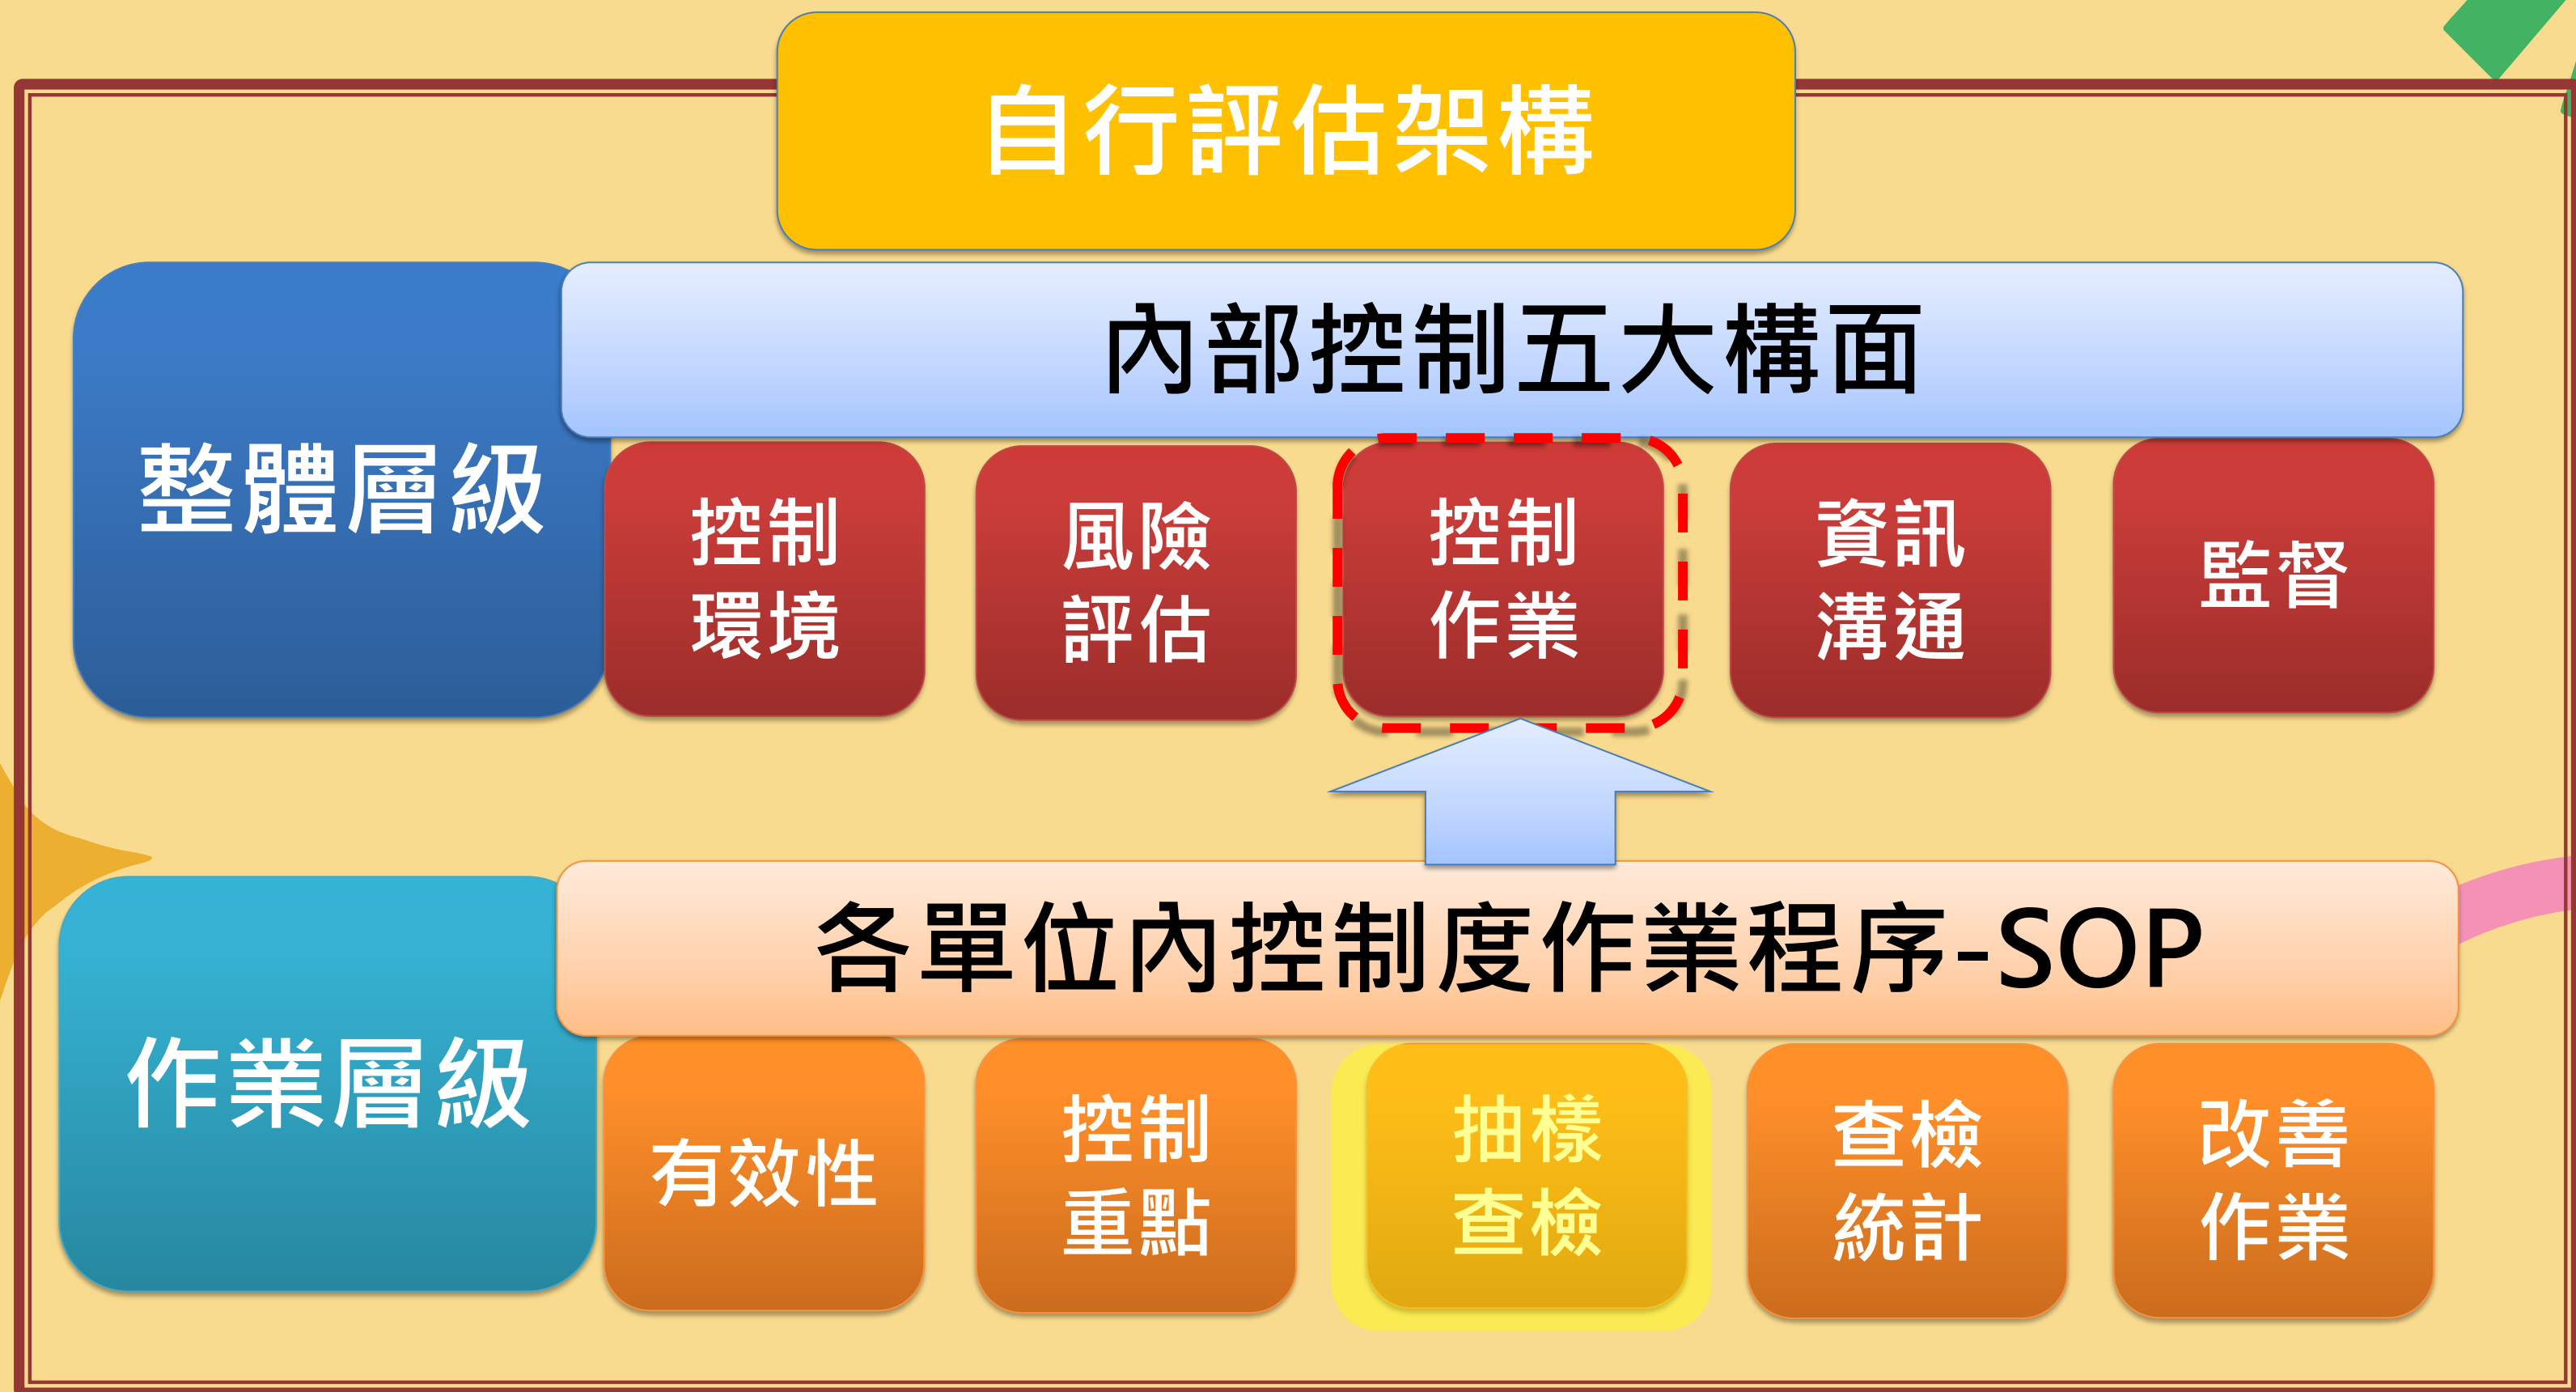 自行評估架構
內部控制五大構面
整體層級
控制
環境
風險
評估
控制
作業
資訊
溝通
監督
各單位內控制度作業程序-SOP
作業層級
有效性
控制
重點
抽樣
查檢
查檢
統計
改善
作業